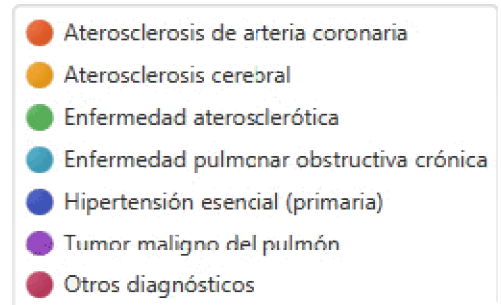 Aterosclerosis de arteria coronaria
Aterosclerosis cerebral
Enfermedad aterosclerótica
Enfermedad pulmonar obstructiva crónica
Hipertensión esencial (primaria)
Tumor maligno del pulmón
Otros diagnósticos